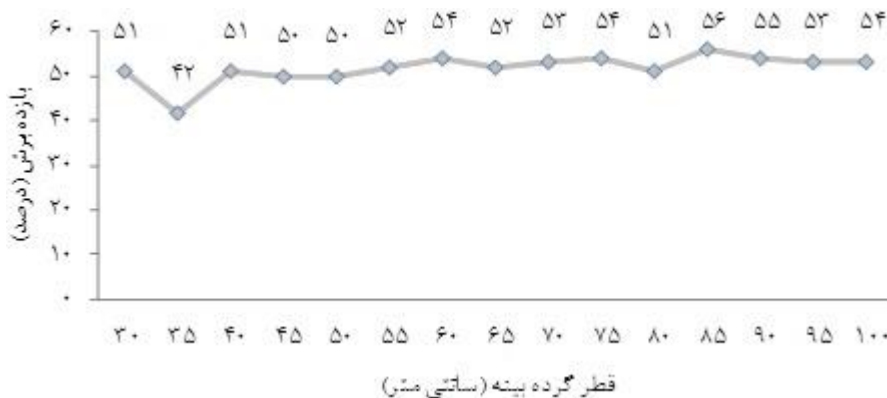 بازده برش (درصد)
۶۰
۵۰
۴۰
۳۰
۲۰
۱۰
۰
۵۱ ۴۲ ۵۱ ۵۰ ۵۰ ۵۲ ۵۴ ۵۲ ۵۳ ۵۴ ۵۱ ۵۶ ۵۵ ۵۳ ۵۴
۳۰ ۳۵ ۴۰ ۴۵ ۵۰ ۵۵ ۶۰ ۶۵ ۷۰ ۷۵ ۸۰ ۸۵ ۹۰ ۹۵ ۱۰۰
قطر گرده بینه (سانتی متر)